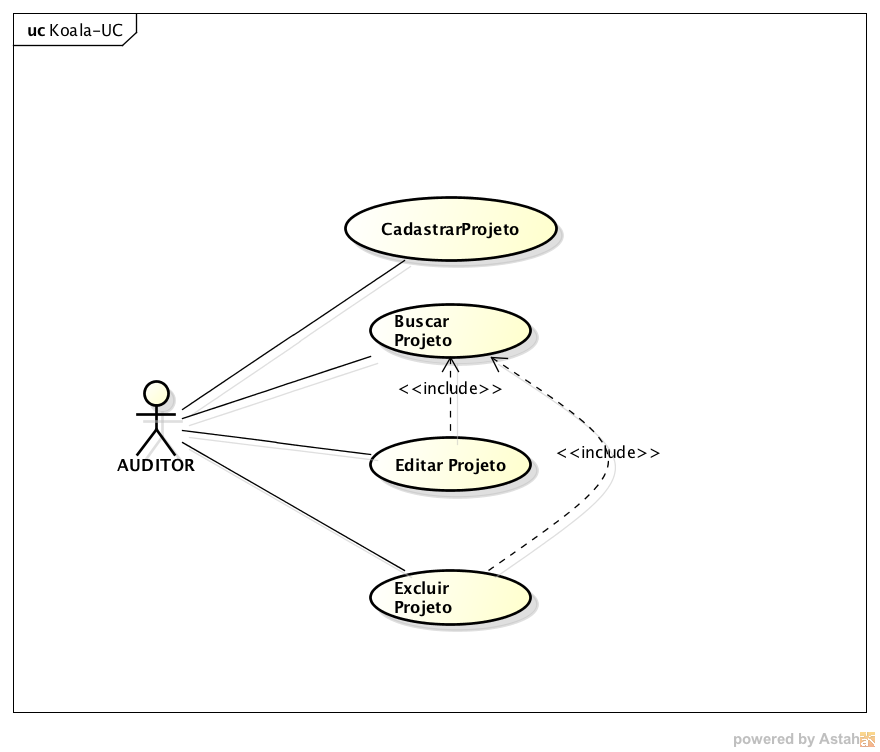 uc Koala-UC
CadastrarProjeto
Buscar
Projeto
<<include>>
AUDITOR
Editar Projeto
<<include>>
Excluir
Projeto
powered by Astah